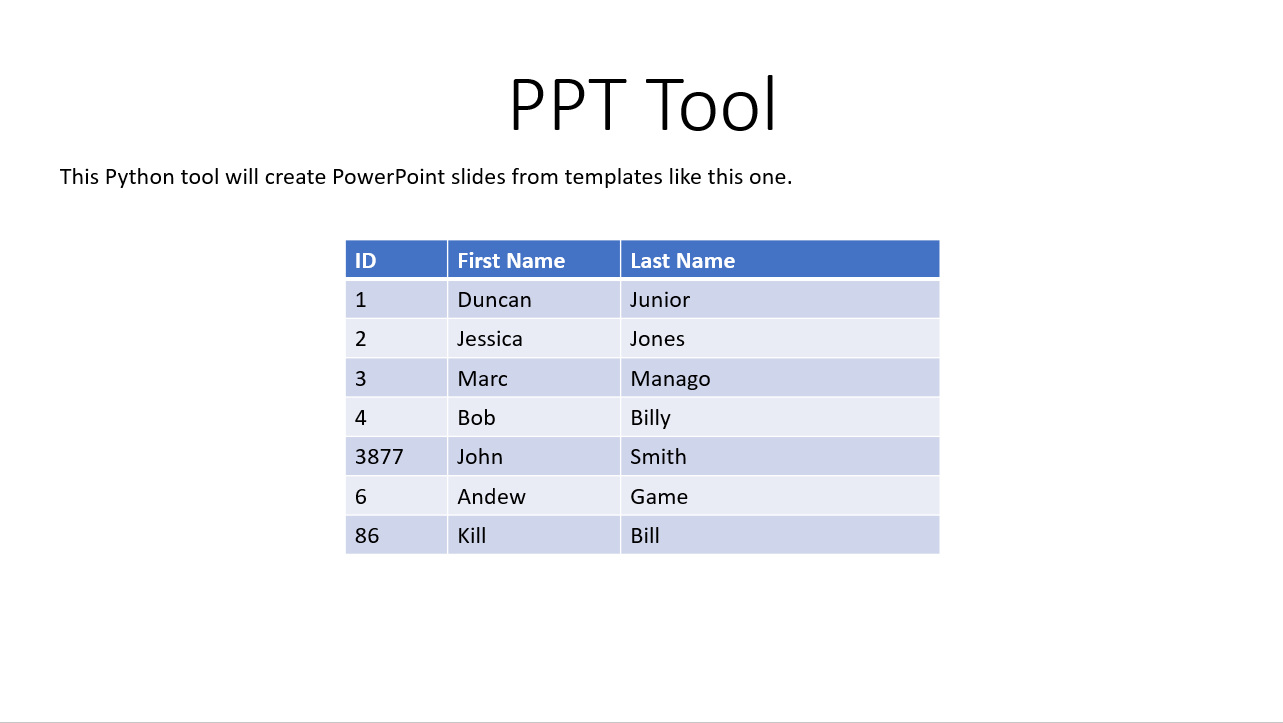 PPT Tool
This Python tool will create PowerPoint slides from templates like this one.
ID First Name Last Name
1 Duncan Junior
2 Jessica Jones
3 Marc Manago
4 Bob Billy
3877 John Smith
6 Andew Game
86 Kill Bill